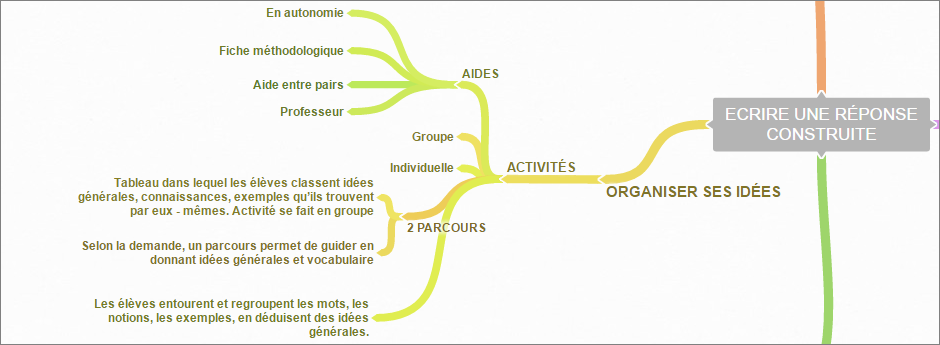 En autonomie
Fiche méthodologique
Aide entre pairs
Professeur
AIDES
Groupe
Individuelle
ACTIVITÉS
Tableau dans lequel les élèves classent idées
générales, connaissances, exemples qu'ils trouvent
par eux - mêmes. Activité se fait en groupe
2 PARCOURS
Selon la demande, un parcours permet de guider en
donnant idées générales et vocabulaire
Les élèves entourent et regroupent les mots, les
notions, les exemples, en déduisent des idées
générales.
ORGANISER SES IDÉES
ECRIRE UNE RÉPONSE
CONSTRUITE